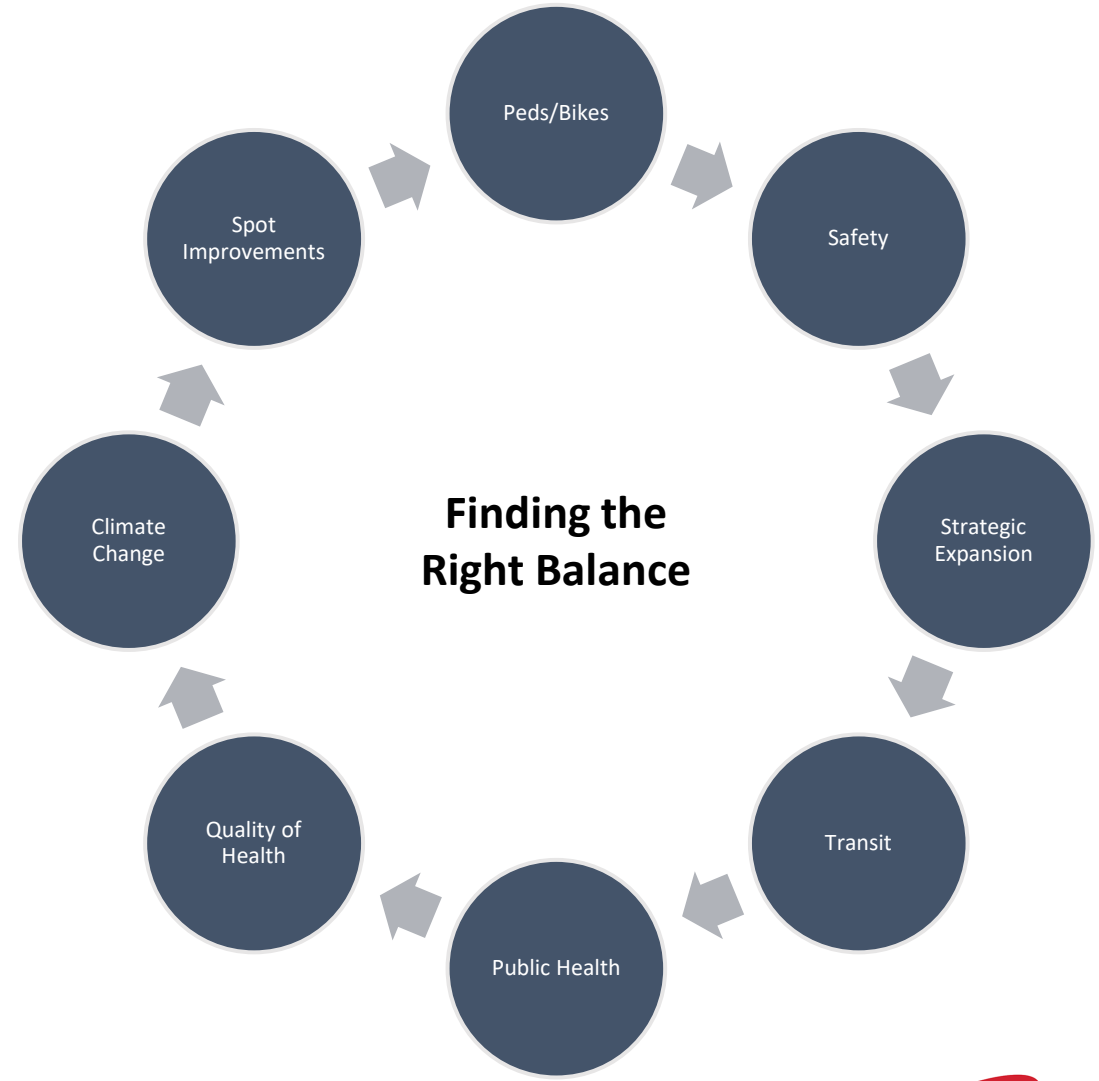 Peds/Bikes
Safety
Strategic
Expansion
Transit
Public Health
Quality of
Health
Climate
Change
Spot
Improvements
Finding the
Right Balance